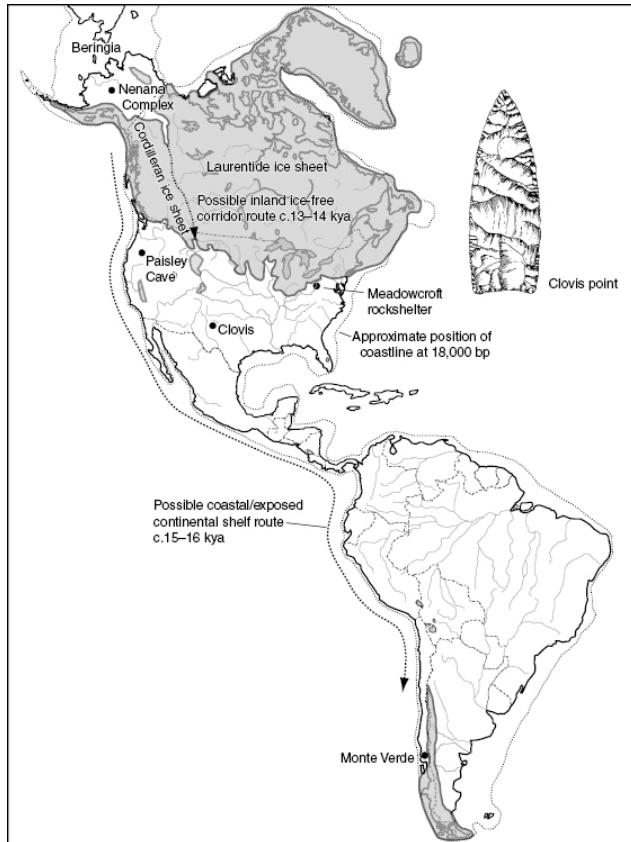 Beringia
Nenana
Complex
Cordilleran ice sheet
Laurentide ice sheet
Possible inland ice-free
corridor route c.13–14 kya
Paisley
Cave
Clovis
Meadowcroft
rockshelter
Clovis point
Approximate position of
coastline at 18,000 bp
Possible coastal/exposed
continental shelf route
c.15–16 kya
Monte Verde